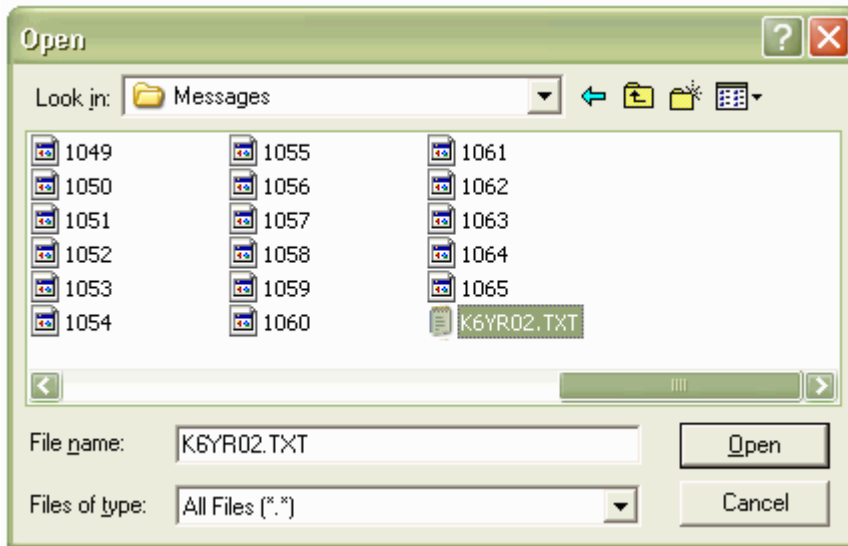 Open
Look in: Messages
1049 1055 1061
1050 1056 1062
1051 1057 1063
1052 1058 1064
1053 1059 1065
1054 1060 K6YR02.TXT
File name: K6YR02.TXT Open
Files of type: All Files (*.*) Cancel